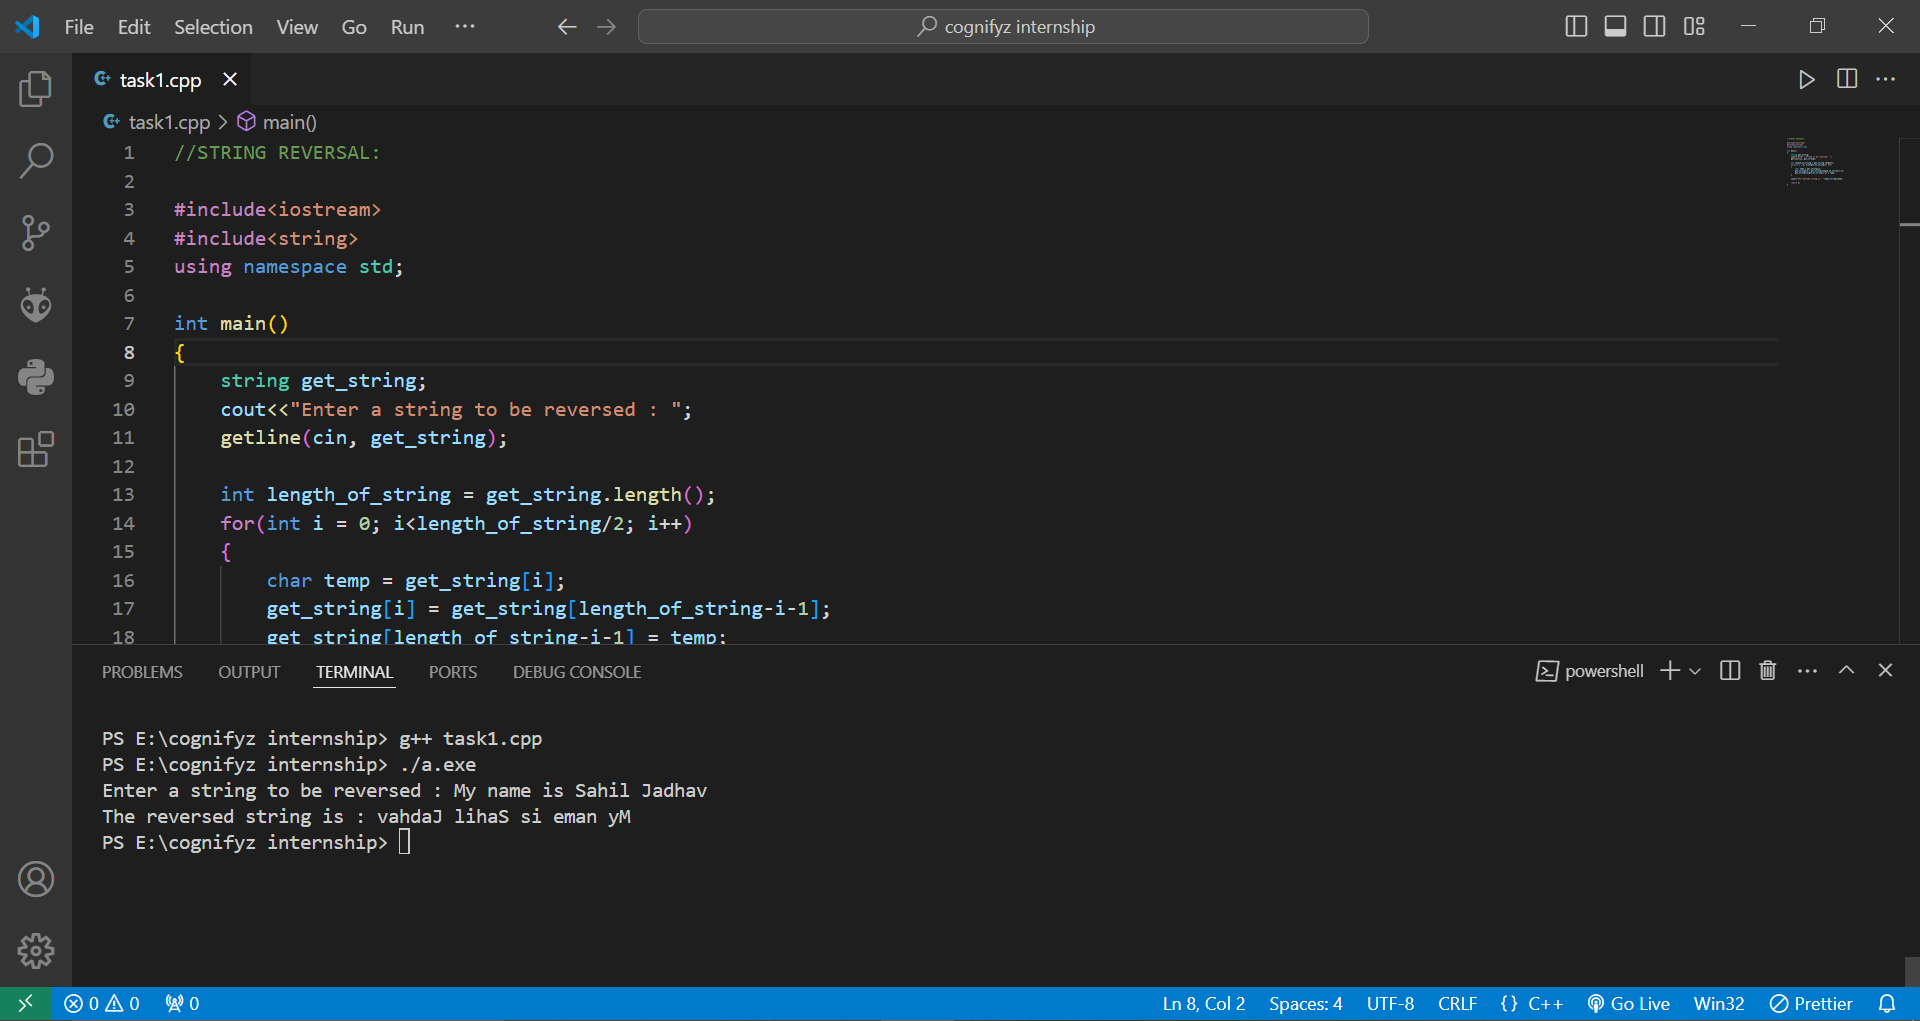 File Edit Selection View Go Run ··· cognifyz internship
task1.cpp
task1.cpp > main()
1 //STRING REVERSAL:
2
3 #include<iostream>
4 #include<string>
5 using namespace std;
6
7 int main()
8 {
9 string get_string;
10 cout<<"Enter a string to be reversed : ";
11 getline(cin, get_string);
12
13 int length_of_string = get_string.length();
14 for(int i = 0; i<length_of_string/2; i++)
15 {
16 char temp = get_string[i];
17 get_string[i] = get_string[length_of_string-i-1];
18 get_string[length_of_string-i-1] = temp;
PROBLEMS OUTPUT TERMINAL PORTS DEBUG CONSOLE powershell
PS E:\cognifyz internship> g++ task1.cpp
PS E:\cognifyz internship> ./a.exe
Enter a string to be reversed : My name is Sahil Jadhav
The reversed string is : vahdaJ lihaS si eman yM
PS E:\cognifyz internship>
0 0 0 Ln 8, Col 2 Spaces: 4 UTF-8 CRLF {} C++ Go Live Win32 Prettier